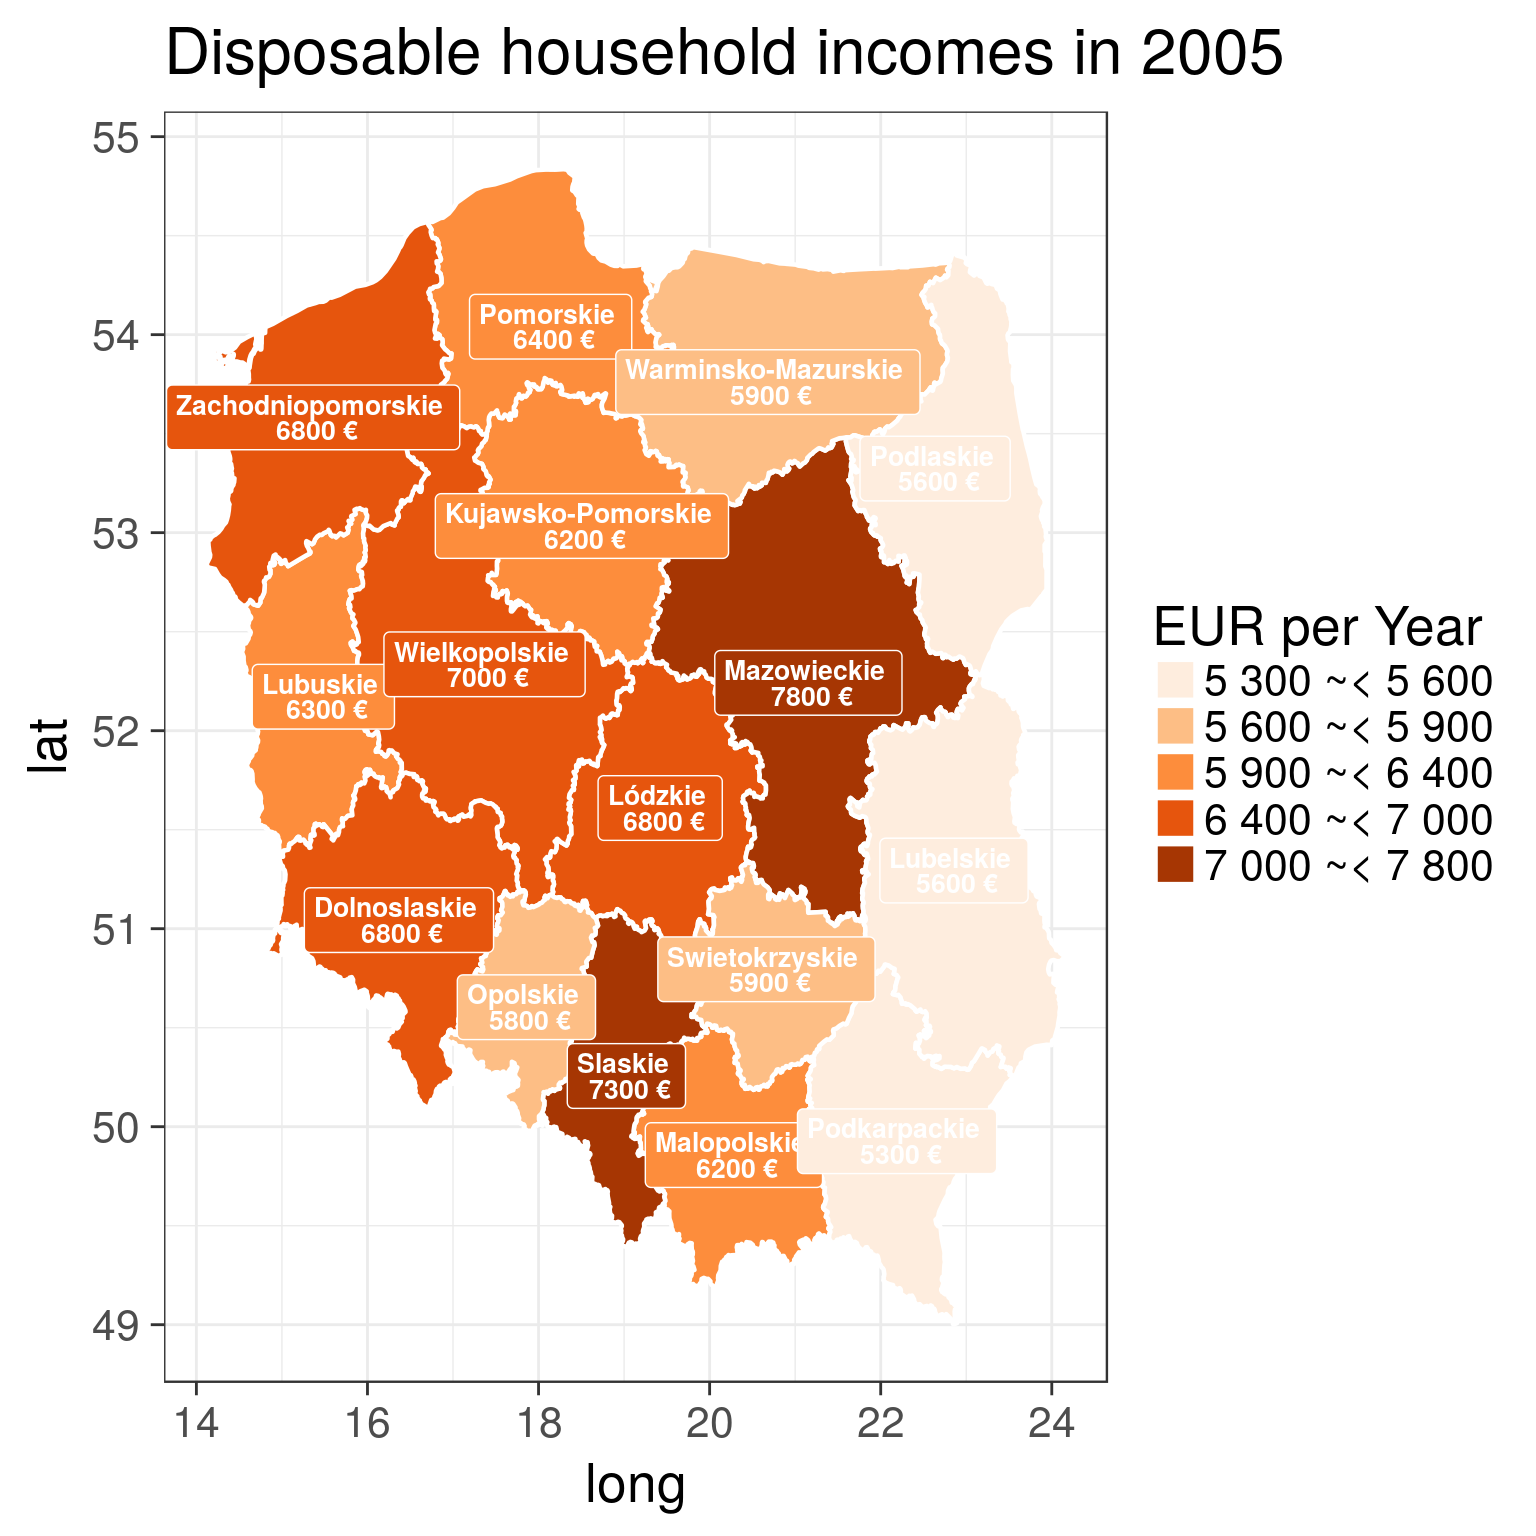 Disposable household incomes in 2005
55
54
53
52
51
50
49
lat
Pomorskie
6400 €
Warminsko-Mazurskie
5900 €
Zachodniopomorskie
6800 €
Podlaskie
5600 €
Kujawsko-Pomorskie
6200 €
Wielkopolskie
7000 €
Lubuskie
6300 €
Mazowieckie
7800 €
Lódzkie
6800 €
Lubelskie
5600 €
Dolnoslaskie
6800 €
Swietokrzyskie
5900 €
Opolskie
5800 €
Slaskie
7300 €
Malopolskie
6200 €
Podkarpackie
5300 €
14 16 18 20 22 24
long
EUR per Year
5 300 ~< 5 600
5 600 ~< 5 900
5 900 ~< 6 400
6 400 ~< 7 000
7 000 ~< 7 800